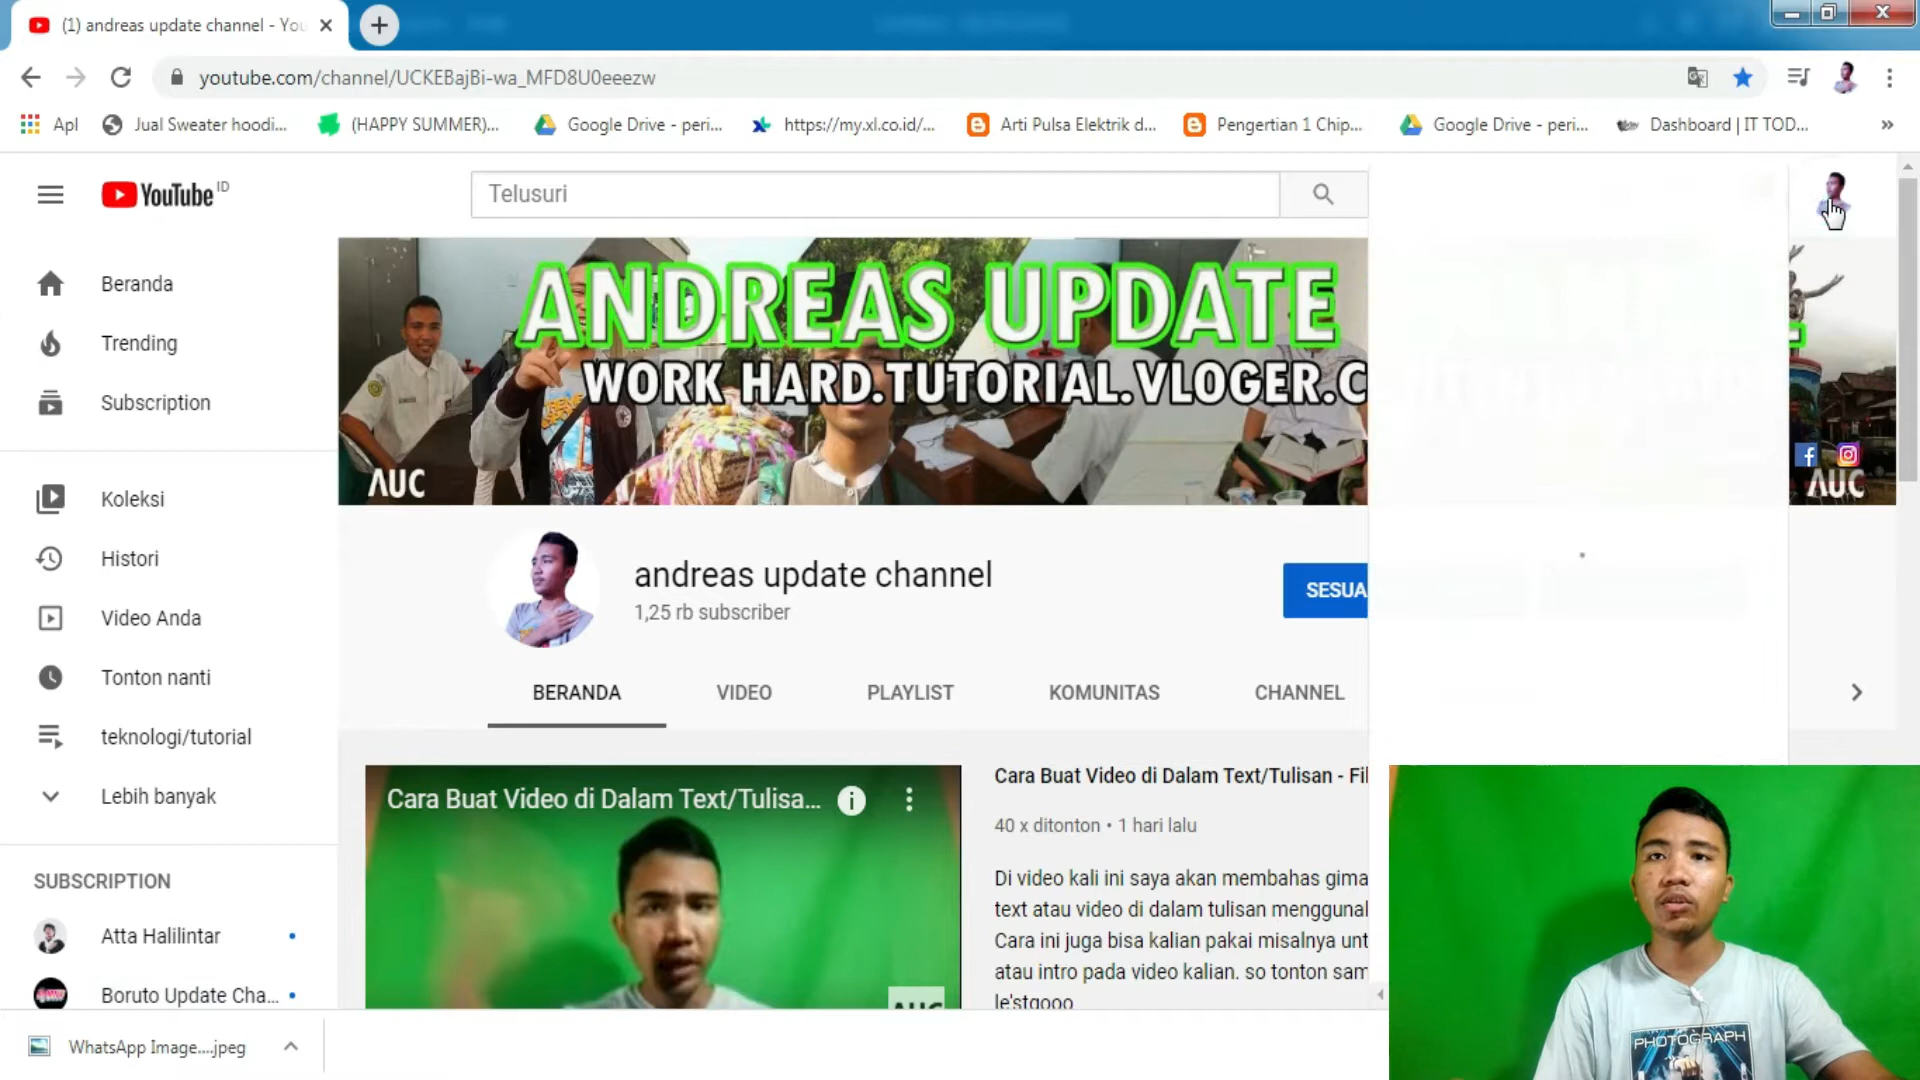 (1) andreas update channel - You
youtube.com/channel/UCKEBajBi-wa_MFD8U0eeezw
Apl
Jual Sweater hoodi...
(HAPPY SUMMER)...
Google Drive - peri...
https://my.xl.co.id/...
Arti Pulsa Elektrik d...
Pengertian 1 Chip...
Google Drive - peri...
Dashboard | IT TOD...
YouTube ID
Telusuri
Beranda
Trending
Subscription
Koleksi
Histori
Video Anda
Tonton nanti
teknologi/tutorial
Lebih banyak
SUBSCRIPTION
Atta Halilintar
Boruto Update Cha...
ANDREAS UPDATE
WORK HARD.TUTORIAL.VLOGER.C
AUC
AUC
andreas update channel
1,25 rb subscriber
SESUA
BERANDA
VIDEO
PLAYLIST
KOMUNITAS
CHANNEL
Cara Buat Video di Dalam Text/Tulisa...
AUC
Cara Buat Video di Dalam Text/Tulisan - Fil
40 x ditonton • 1 hari lalu
Di video kali ini saya akan membahas gima
text atau video di dalam tulisan menggunal
Cara ini juga bisa kalian pakai misalnya unt
atau intro pada video kalian. so tonton sam
le'stgooo
WhatsApp Image....jpeg
PHOTOGRAPH